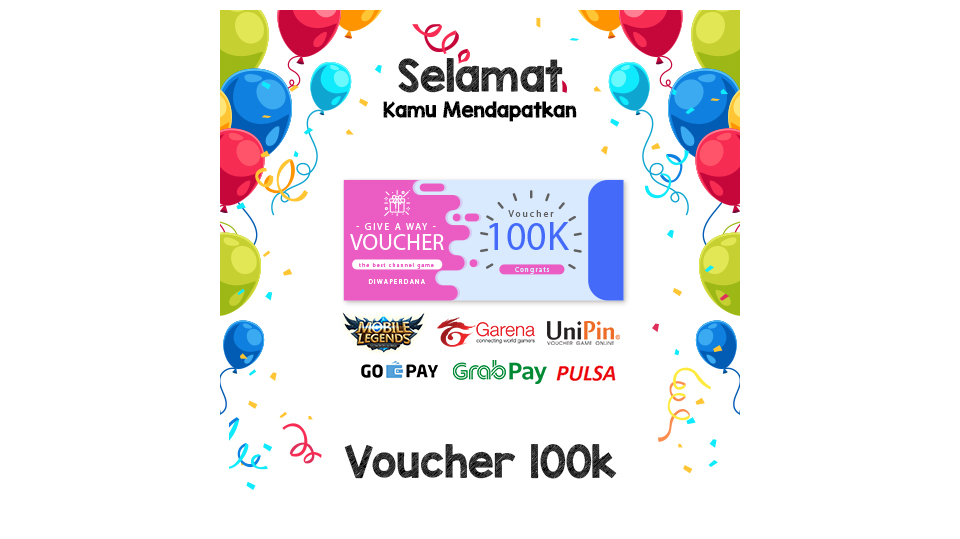 Selamat
Kamu Mendapatkan
- GIVE A WAY -
VOUCHER
the best channel game
DIWAPERDANA
Voucher
100K
Congrats
MOBILE
LEGENDS
Garena
connecting world gamers
UniPin
VOUCHER GAME ONLINE
GO PAY
GrabPay
PULSA
Voucher 100k